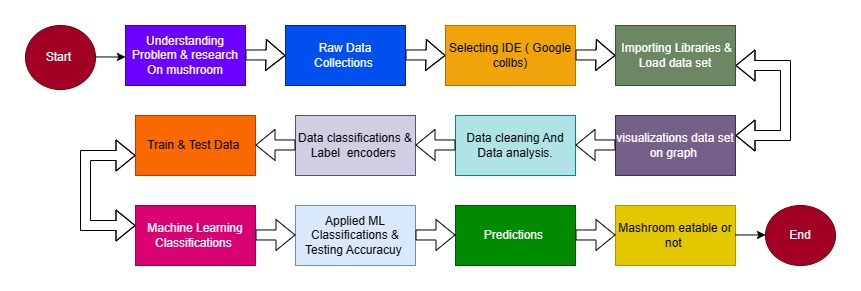 Start
Understanding
Problem & research
On mushroom
Raw Data
Collections
Selecting IDE ( Google
collbs)
Importing Libraries &
Load data set
Train & Test Data
Data classifications &
Label encoders
Data cleaning And
Data analysis.
visualizations data set
on graph
Machine Learning
Classifications
Applied ML
Classifications &
Testing Accuracuy
Predictions
Mashroom eatable or
not
End